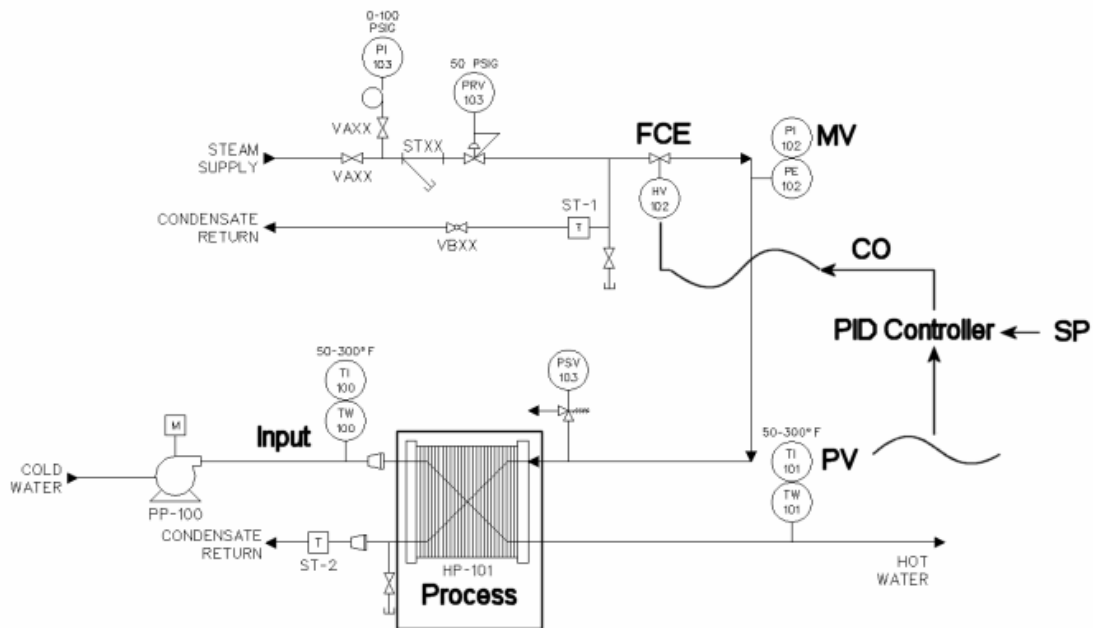 0-100
PSIG
PI
103
50 PSIG
PRV
103
VAXX
STXX
FCE
PI
102
MV
STEAM
SUPPLY
VAXX
PE
102
HV
102
ST-1
T
CONDENSATE
RETURN
VBXX
CO
PID Controller
SP
50-300°F
TI
100
TW
100
PSV
103
M
Input
50-300°F
TI
101
PV
TW
101
COLD
WATER
PP-100
CONDENSATE
RETURN
T
ST-2
HP-101
Process
HOT
WATER